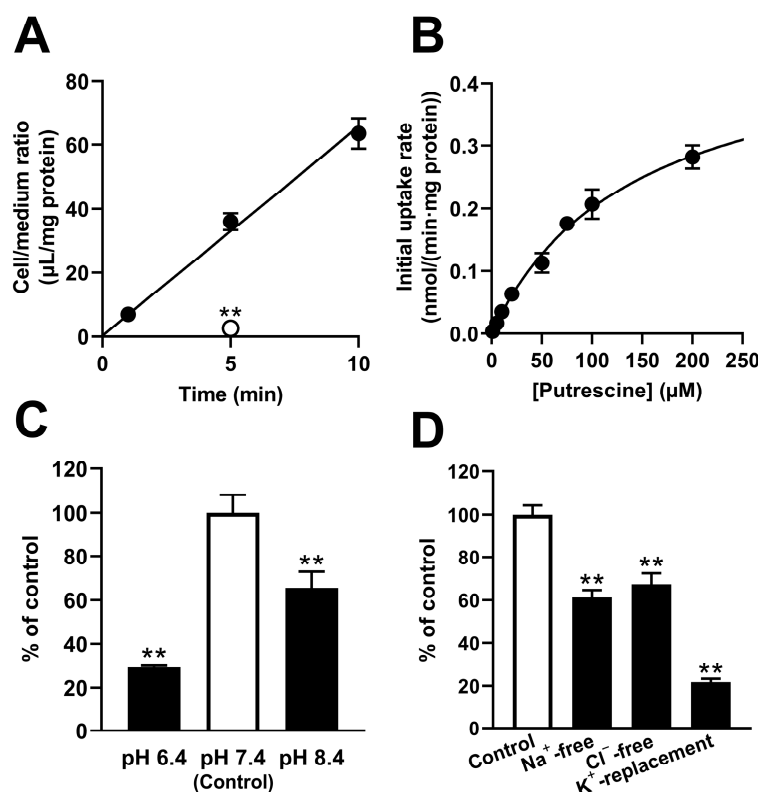 A
Cell/medium ratio
(µL/mg protein)
80
60
40
20
0
**
0
5
10
Time (min)
B
Initial uptake rate
(nmol/(min·mg protein))
0.4
0.3
0.2
0.1
0.0
0
50
100
150
200
250
[Putrescine] (µM)
C
% of control
120
100
80
60
40
20
0
**
**
pH 6.4
pH 7.4
pH 8.4
(Control)
D
% of control
120
100
80
60
40
20
0
**
**
**
Control
Na⁺-free
Cl⁻-free
K⁺-replacement